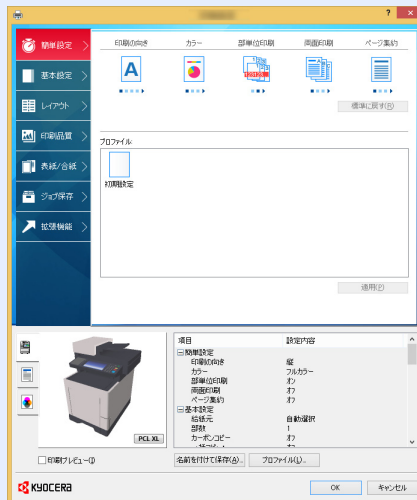 ? ×
簡単設定
基本設定
レイアウト
印刷品質
表紙/合紙
ジョブ保存
拡張機能
印刷の向き カラー 部単位印刷 両面印刷 ページ集約
A
123123
標準に戻す(R)
プロファイル
初期設定
適用(P)
PCL XL
印刷プレビュー(I)
項目 設定内容
簡単設定
印刷の向き 縦
カラー フルカラー
部単位印刷 オン
両面印刷 オフ
ページ集約 オフ
基本設定
給紙元 自動選択
部数 1
カーボンコピー オフ
名前を付けて保存(A)... プロファイル(L)...
KYOCERA
OK キャンセル